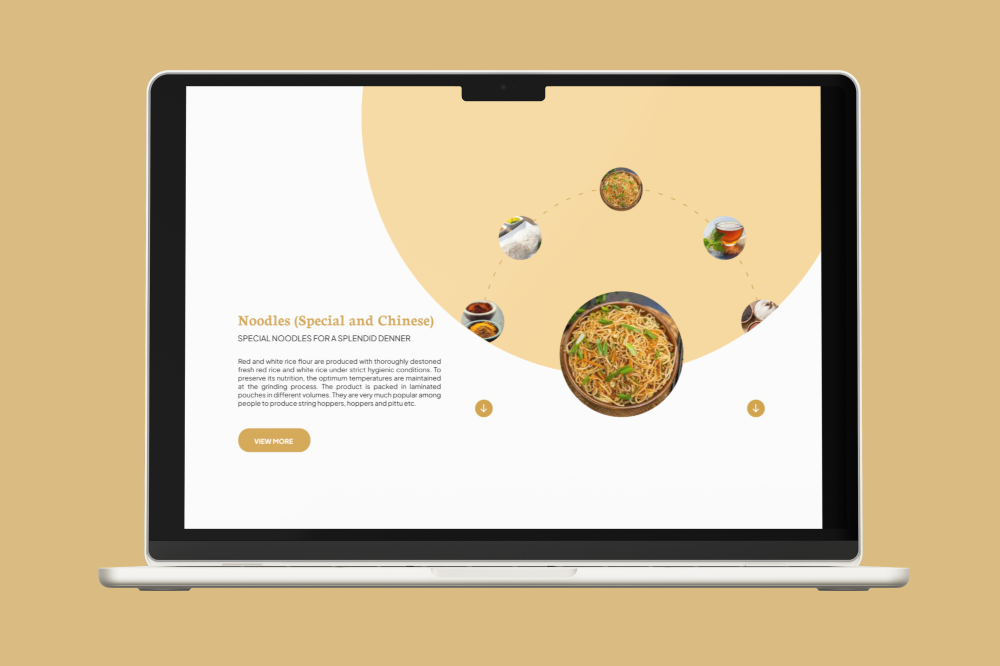 Noodles (Special and Chinese)
SPECIAL NOODLES FOR A SPLENDID DENNER
Red and white rice flour are produced with thoroughly destoned
fresh red rice and white rice under strict hygienic conditions. To
preserve its nutrition, the optimum temperatures are maintained
at the grinding process. The product is packed in laminated
pouches in different volumes. They are very much popular among
people to produce string hoppers, hoppers and pittu etc.
VIEW MORE